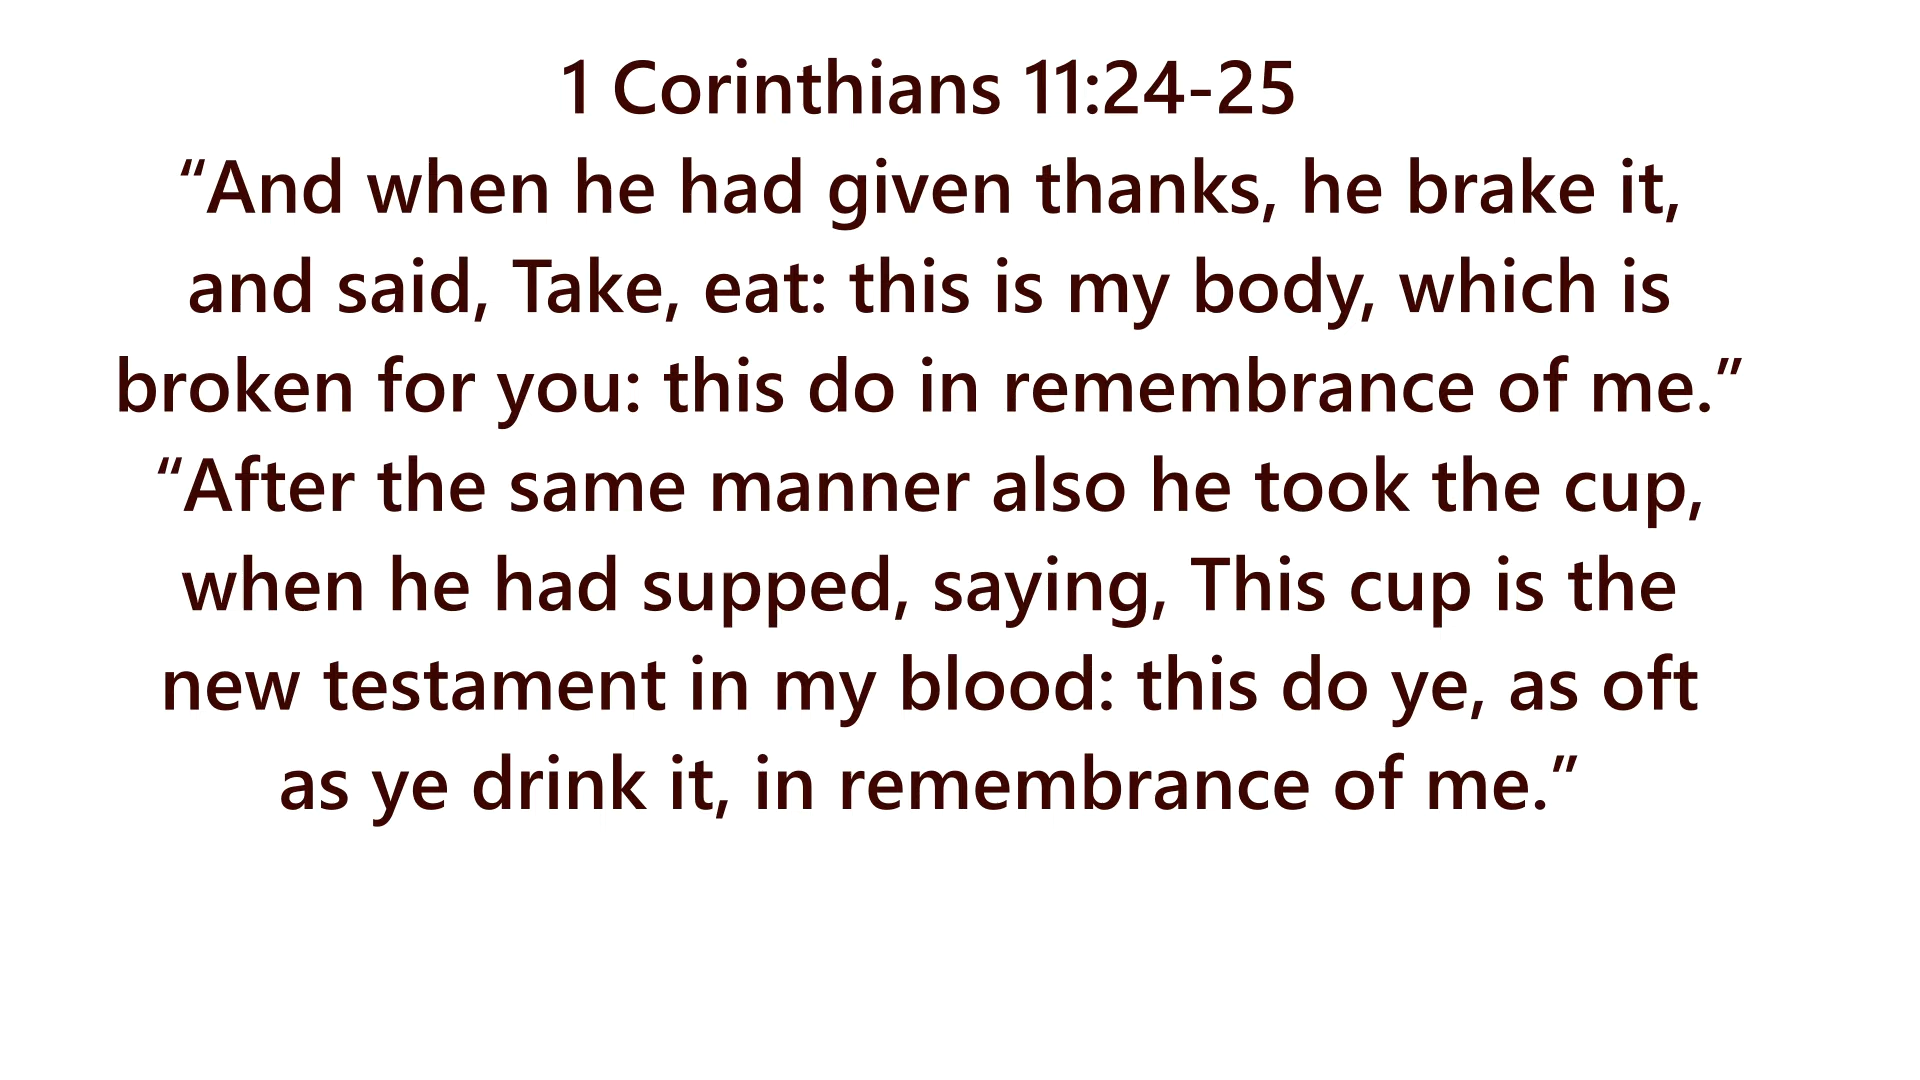 1 Corinthians 11:24-25
“And when he had given thanks, he brake it,
and said, Take, eat: this is my body, which is
broken for you: this do in remembrance of me.”
“After the same manner also he took the cup,
when he had supped, saying, This cup is the
new testament in my blood: this do ye, as oft
as ye drink it, in remembrance of me.”